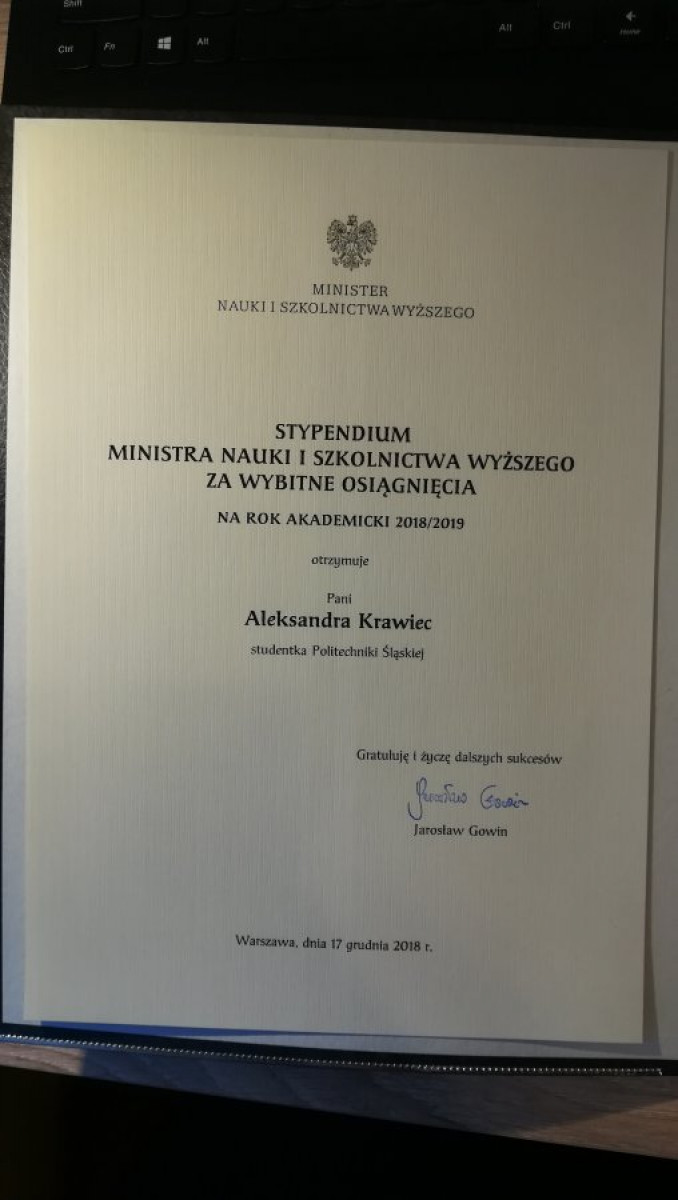 Shift
Ctrl Fn Alt Alt Ctrl Home
MINISTER
NAUKI I SZKOLNICTWA WYŻSZEGO
STYPENDIUM
MINISTRA NAUKI I SZKOLNICTWA WYŻSZEGO
ZA WYBITNE OSIĄGNIĘCIA
NA ROK AKADEMICKI 2018/2019
otrzymuje
Pani
Aleksandra Krawiec
studentka Politechniki Śląskiej
Gratuluję i życzę dalszych sukcesów
Jarosław Gowin
Jarosław Gowin
Warszawa, dnia 17 grudnia 2018 r.